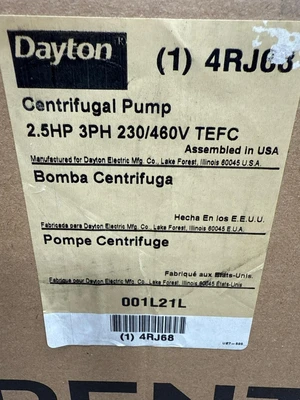 Dayton
(1) 4RJ68
Centrifugal Pump
2.5HP 3PH 230/460V TEFC
Assembled in USA
Manufactured for Dayton Electric Mfg. Co., Lake Forest, Illinois 60045 U.S.A.
Bomba Centrifuga
Hecha En los E.E.U.U.
Fabricada para Dayton Electric Mfg. Co., Lake Forest, Illinois 60045 E.E.U.U.
Pompe Centrifuge
Fabriqué aux États-Unis
Fabrique pour Dayton Electric Mfg. Co., Lake Forest, Illinois 60045 États-Unis
001L21L
(1) 4RJ68